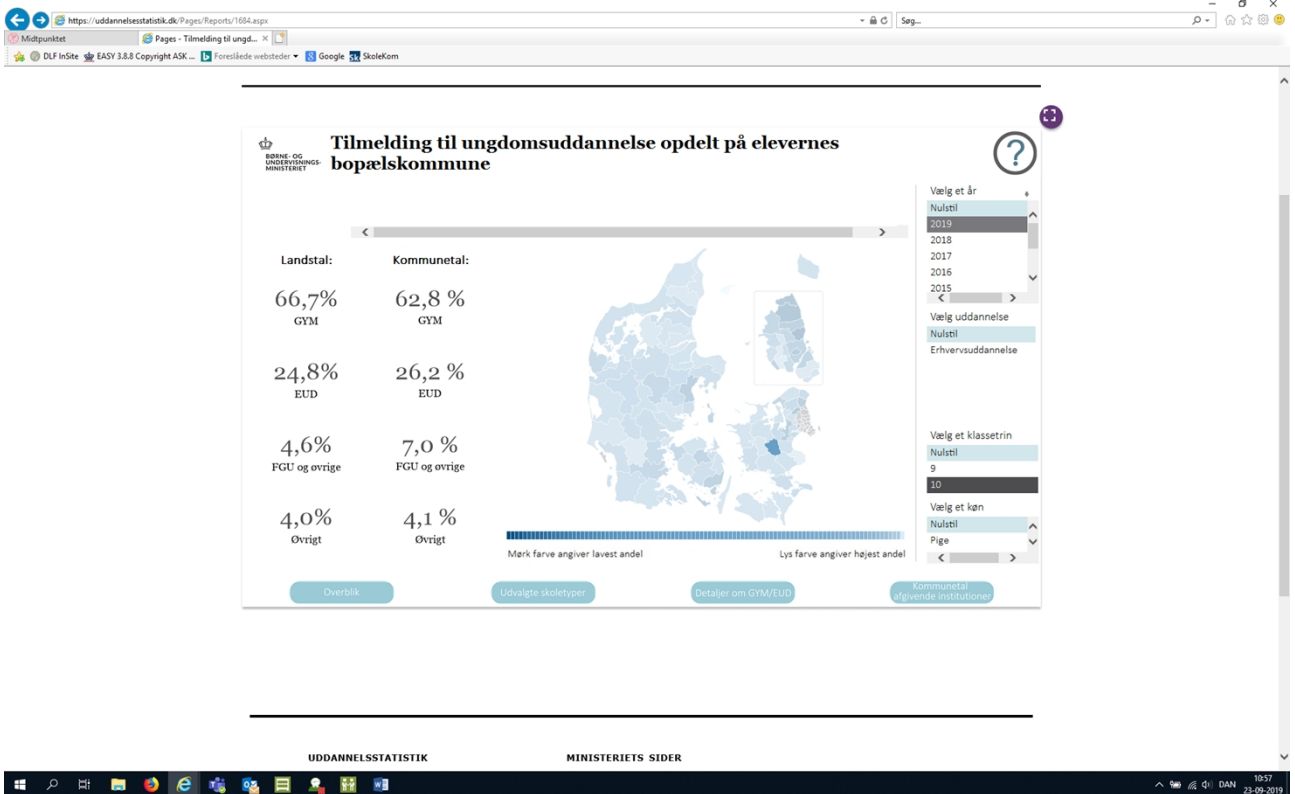 https://uddannelsesstatistik.dk/Pages/Reports/1684.aspx
Søg...
Midtpunktet
Pages - Tilmelding til ungd...
DLF InSite
EASY 3.8.8 Copyright ASK ...
Foreslåede websteder
Google
SkoleKom
BØRNE- OG
UNDERVISNINGS-
MINISTERIET
Tilmelding til ungdomsuddannelse opdelt på elevernes
bopælskommune
?
Vælg et år
Nulstil
2019
2018
2017
2016
2015
Landstal:
Kommunetal:
66,7%
GYM
62,8 %
GYM
24,8%
EUD
26,2 %
EUD
4,6%
FGU og øvrige
7,0 %
FGU og øvrige
4,0%
Øvrigt
4,1 %
Øvrigt
Vælg uddannelse
Nulstil
Erhvervsuddannelse
Vælg et klassetrin
Nulstil
9
10
Vælg et køn
Nulstil
Pige
Mørk farve angiver lavest andel
Lys farve angiver højest andel
Overblik
Udvalgte skoletyper
Detaljer om GYM/EUD
Kommunetal
afgivende institutioner
UDDANNELSSTATISTIK
MINISTERIETS SIDER
DAN
10:57
23-09-2019